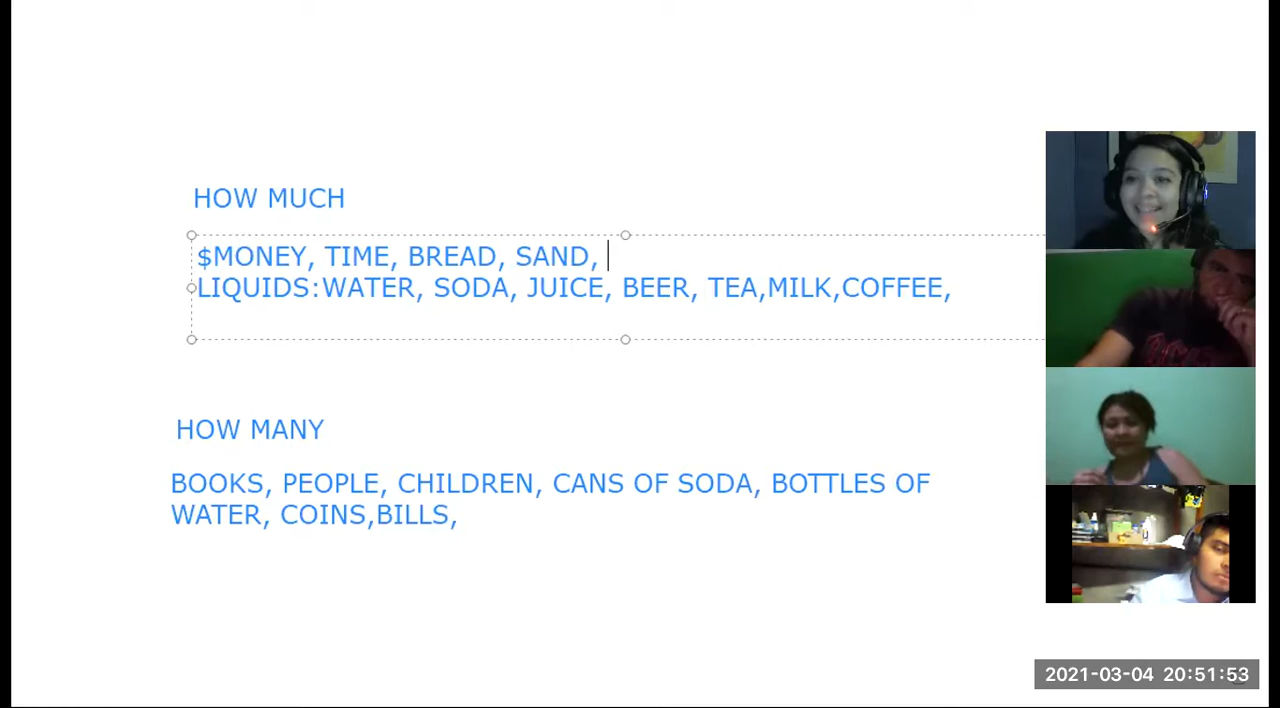 HOW MUCH
$MONEY, TIME, BREAD, SAND,
LIQUIDS:WATER, SODA, JUICE, BEER, TEA,MILK,COFFEE,
HOW MANY
BOOKS, PEOPLE, CHILDREN, CANS OF SODA, BOTTLES OF
WATER, COINS,BILLS,
2021-03-04 20:51:53